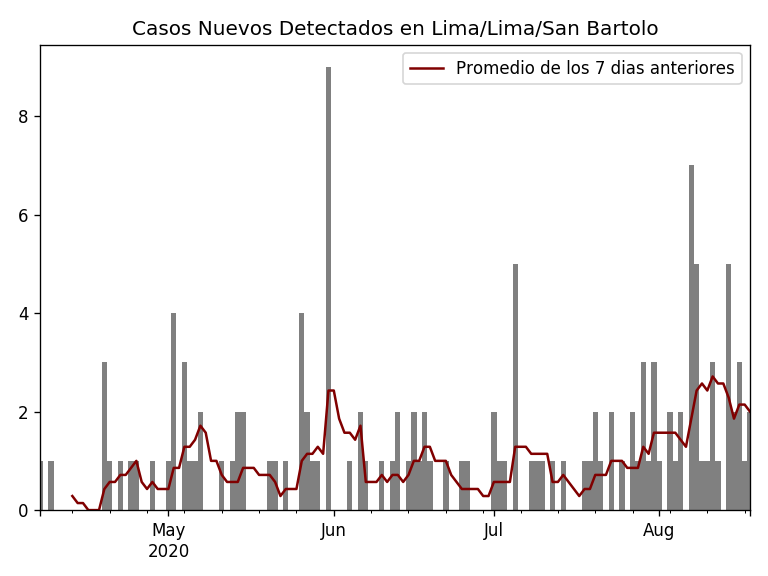 Casos Nuevos Detectados en Lima/Lima/San Bartolo
Promedio de los 7 dias anteriores
8
6
4
2
0
May
2020
Jun
Jul
Aug